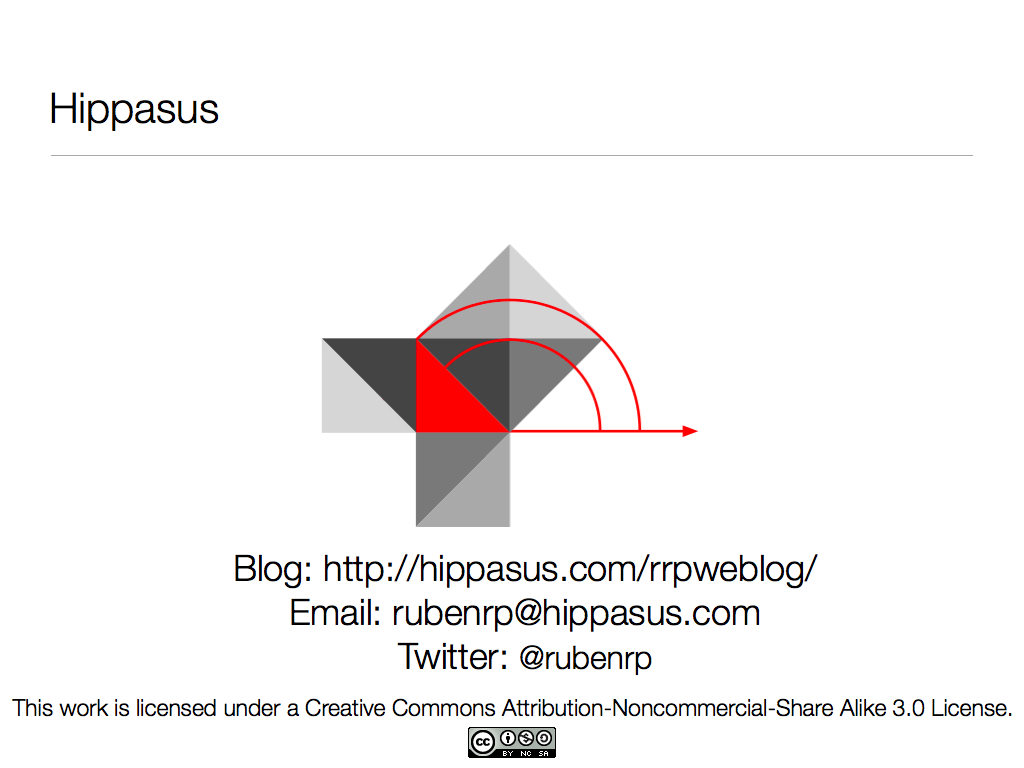 Hippasus
Blog: http://hippasus.com/rrpweblog/
Email: rubenrp@hippasus.com
Twitter: @rubenrp
This work is licensed under a Creative Commons Attribution-Noncommercial-Share Alike 3.0 License.
cc
BY NC SA